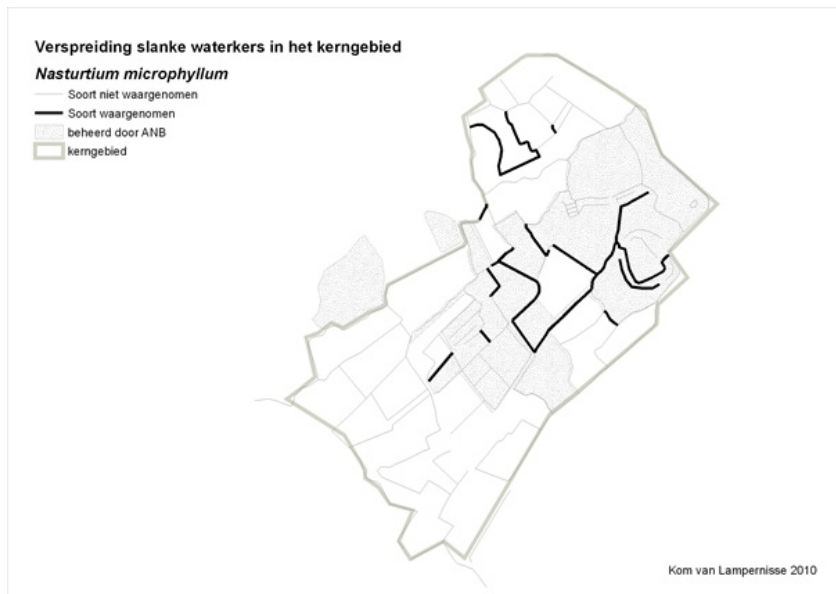 Verspreiding slanke waterkers in het kerngebied
Nasturtium microphyllum
Soort niet waargenomen
Soort waargenomen
beheerd door ANB
kerngebied
Kom van Lampernisse 2010